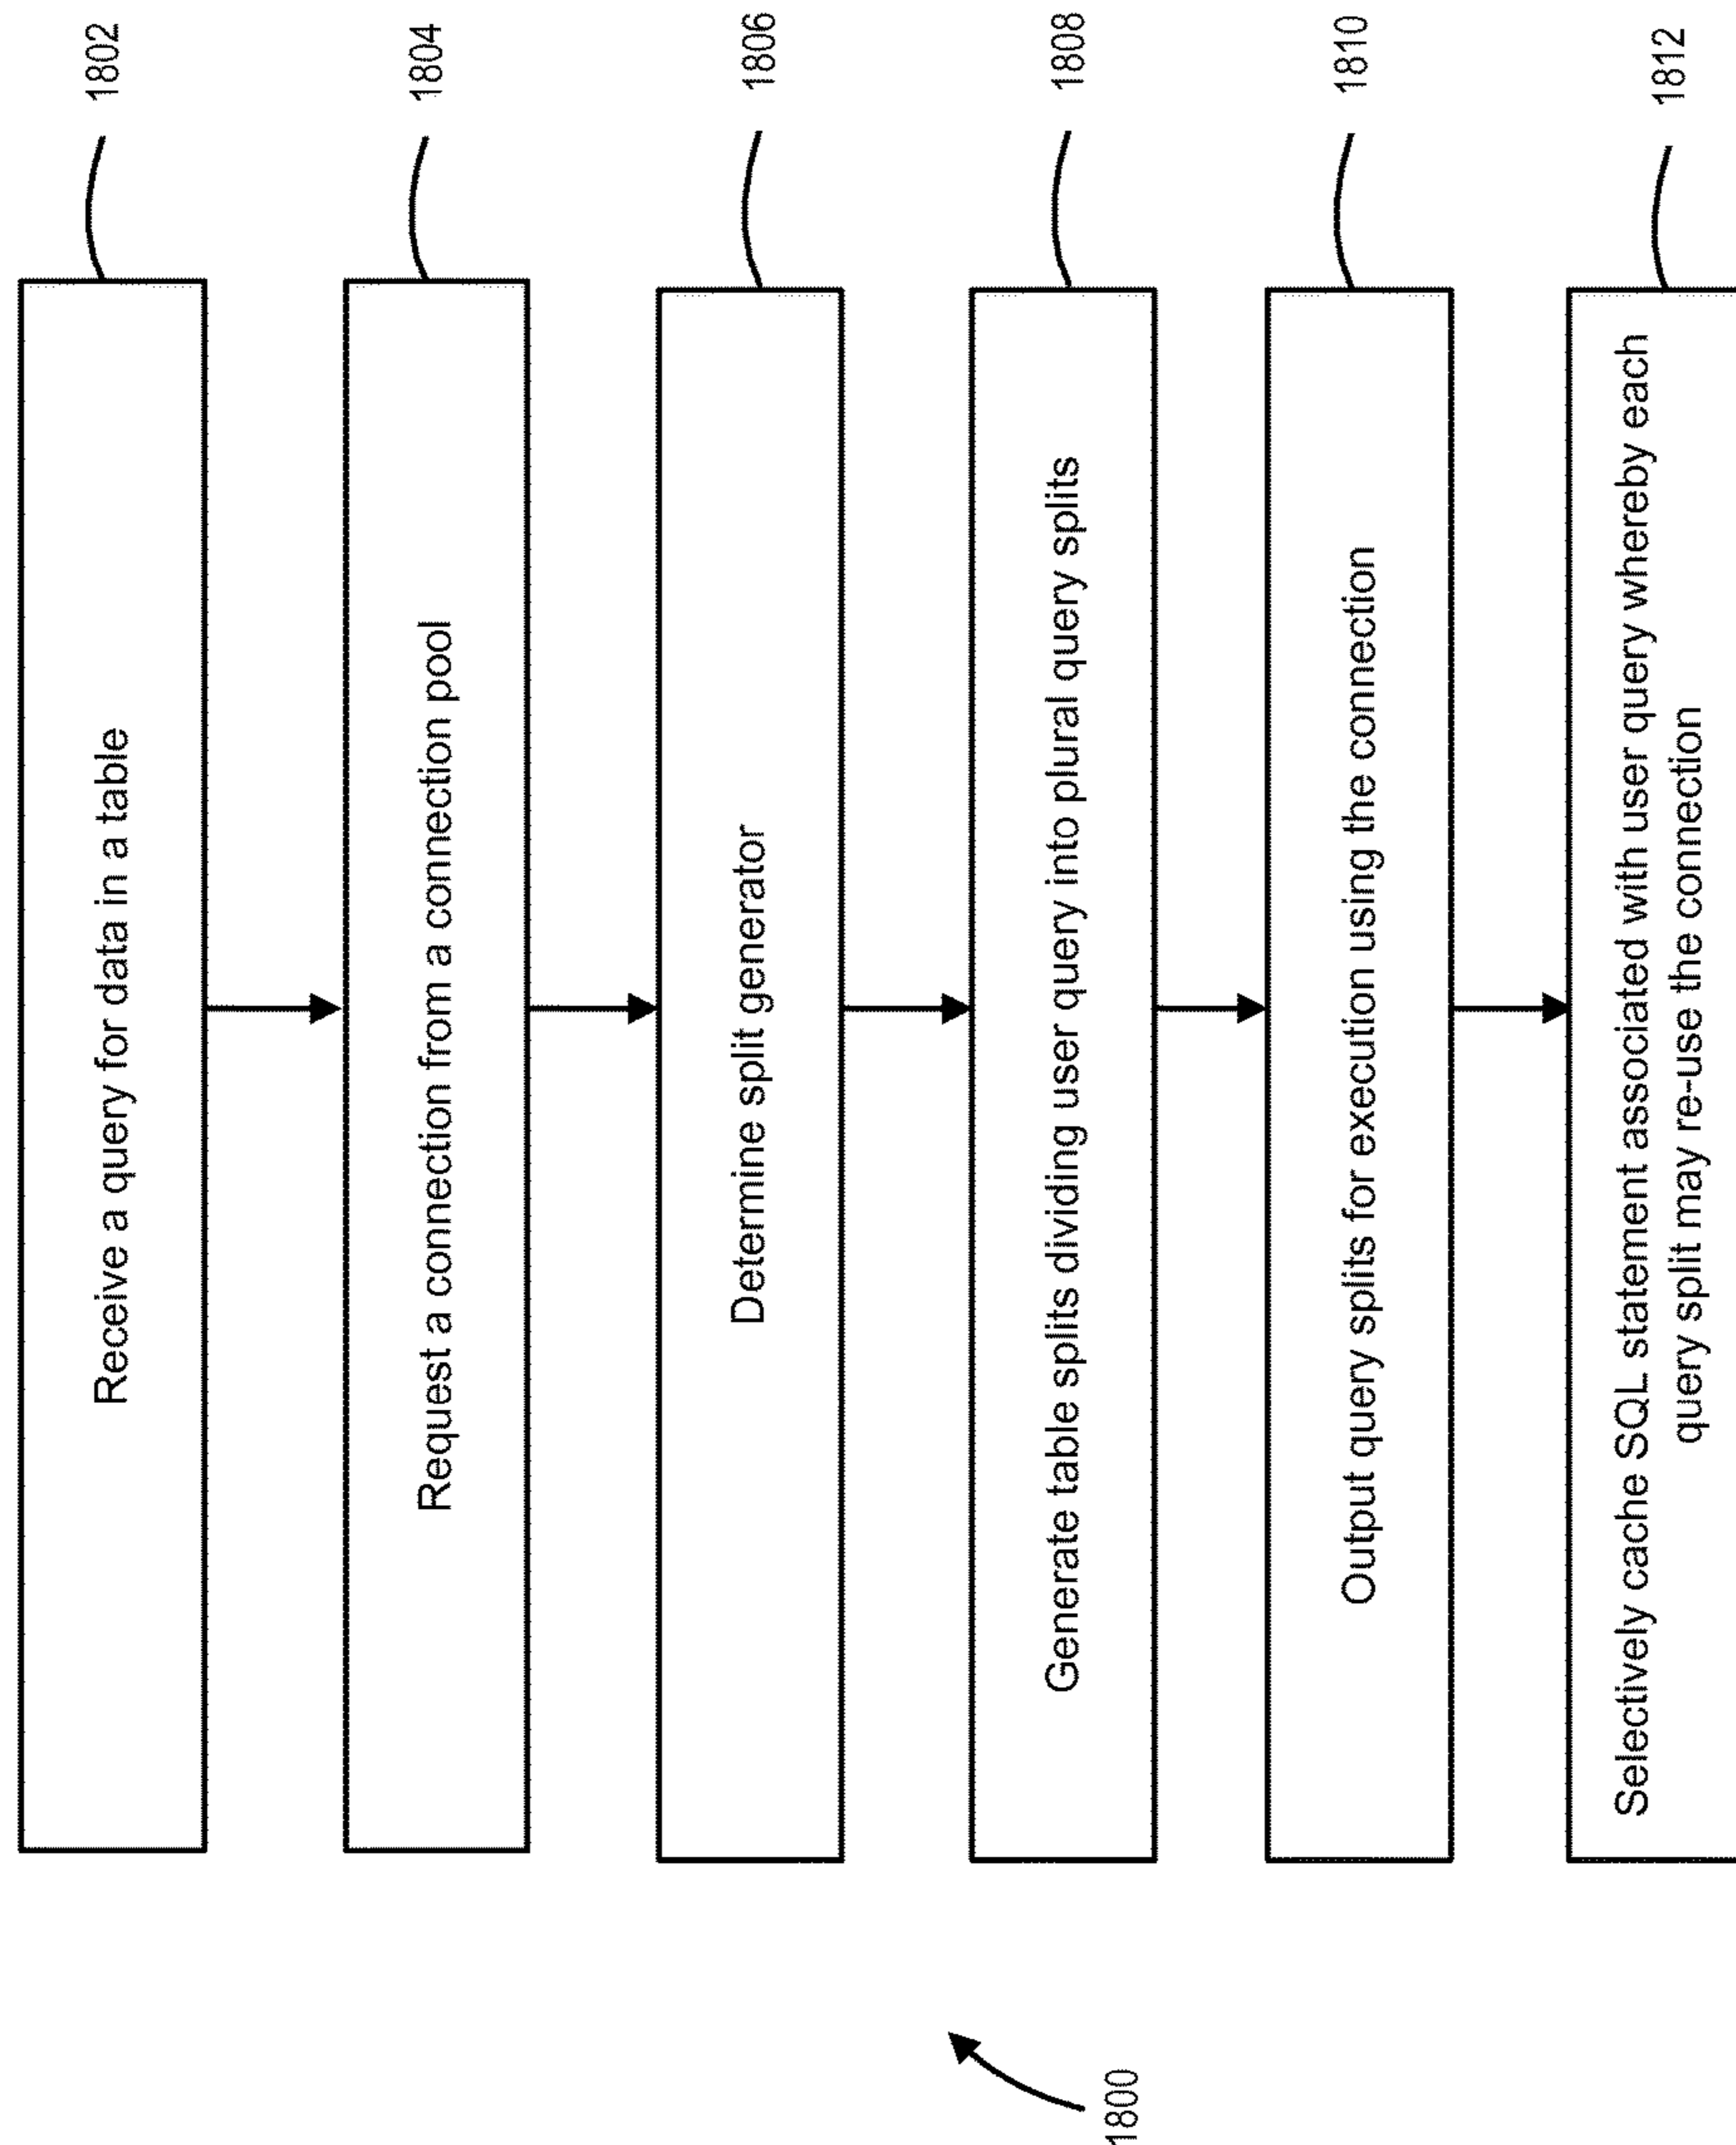 1800
Receive a query for data in a table
1802
Request a connection from a connection pool
1804
Determine split generator
1806
Generate table splits dividing user query into plural query splits
1808
Output query splits for execution using the connection
1810
Selectively cache SQL statement associated with user query whereby each
query split may re-use the connection
1812